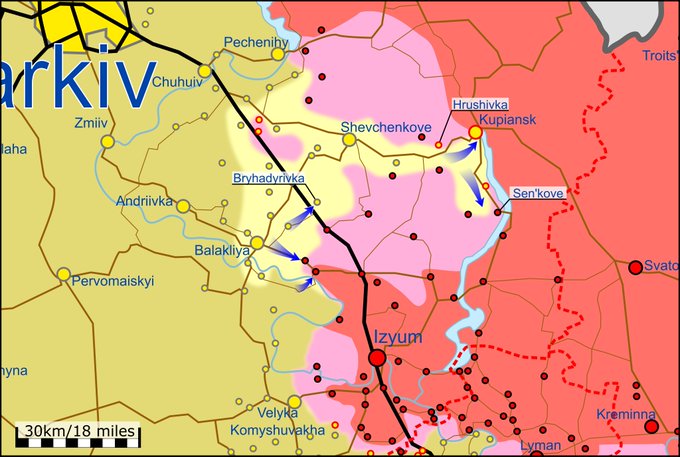 Pechenihy
Troits'
arkiv
Chuhuiv
Hrushivka
Zmiiv
Shevchenkove
Kupiansk
laha
Bryhadyrivka
Sen'kove
Andriivka
Balakliya
Pervomaiskyi
Svato
Izyum
hyna
Velyka
Komyshuvakha
Kreminna
30km/18 miles
Lyman